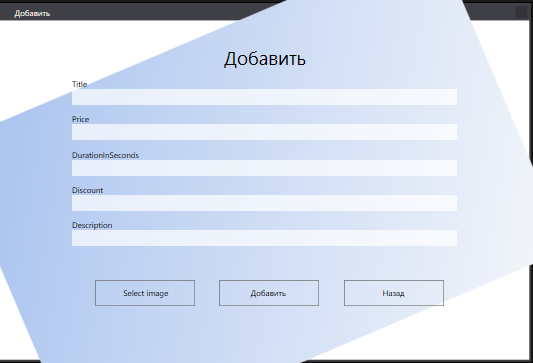 Добавить
Добавить
Title
Price
DurationInSeconds
Discount
Description
Select image
Добавить
Назад